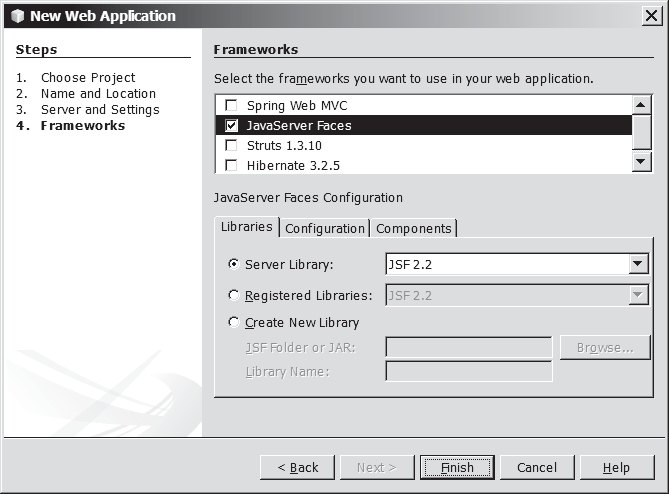 New Web Application
Steps
1. Choose Project
2. Name and Location
3. Server and Settings
4. Frameworks
Frameworks
Select the frameworks you want to use in your web application.
Spring Web MVC
JavaServer Faces
Struts 1.3.10
Hibernate 3.2.5
JavaServer Faces Configuration
Libraries Configuration Components
Server Library: JSF 2.2
Registered Libraries: JSF 2.2
Create New Library
JSF Folder or JAR: Browse...
Library Name:
< Back Next > Finish Cancel Help